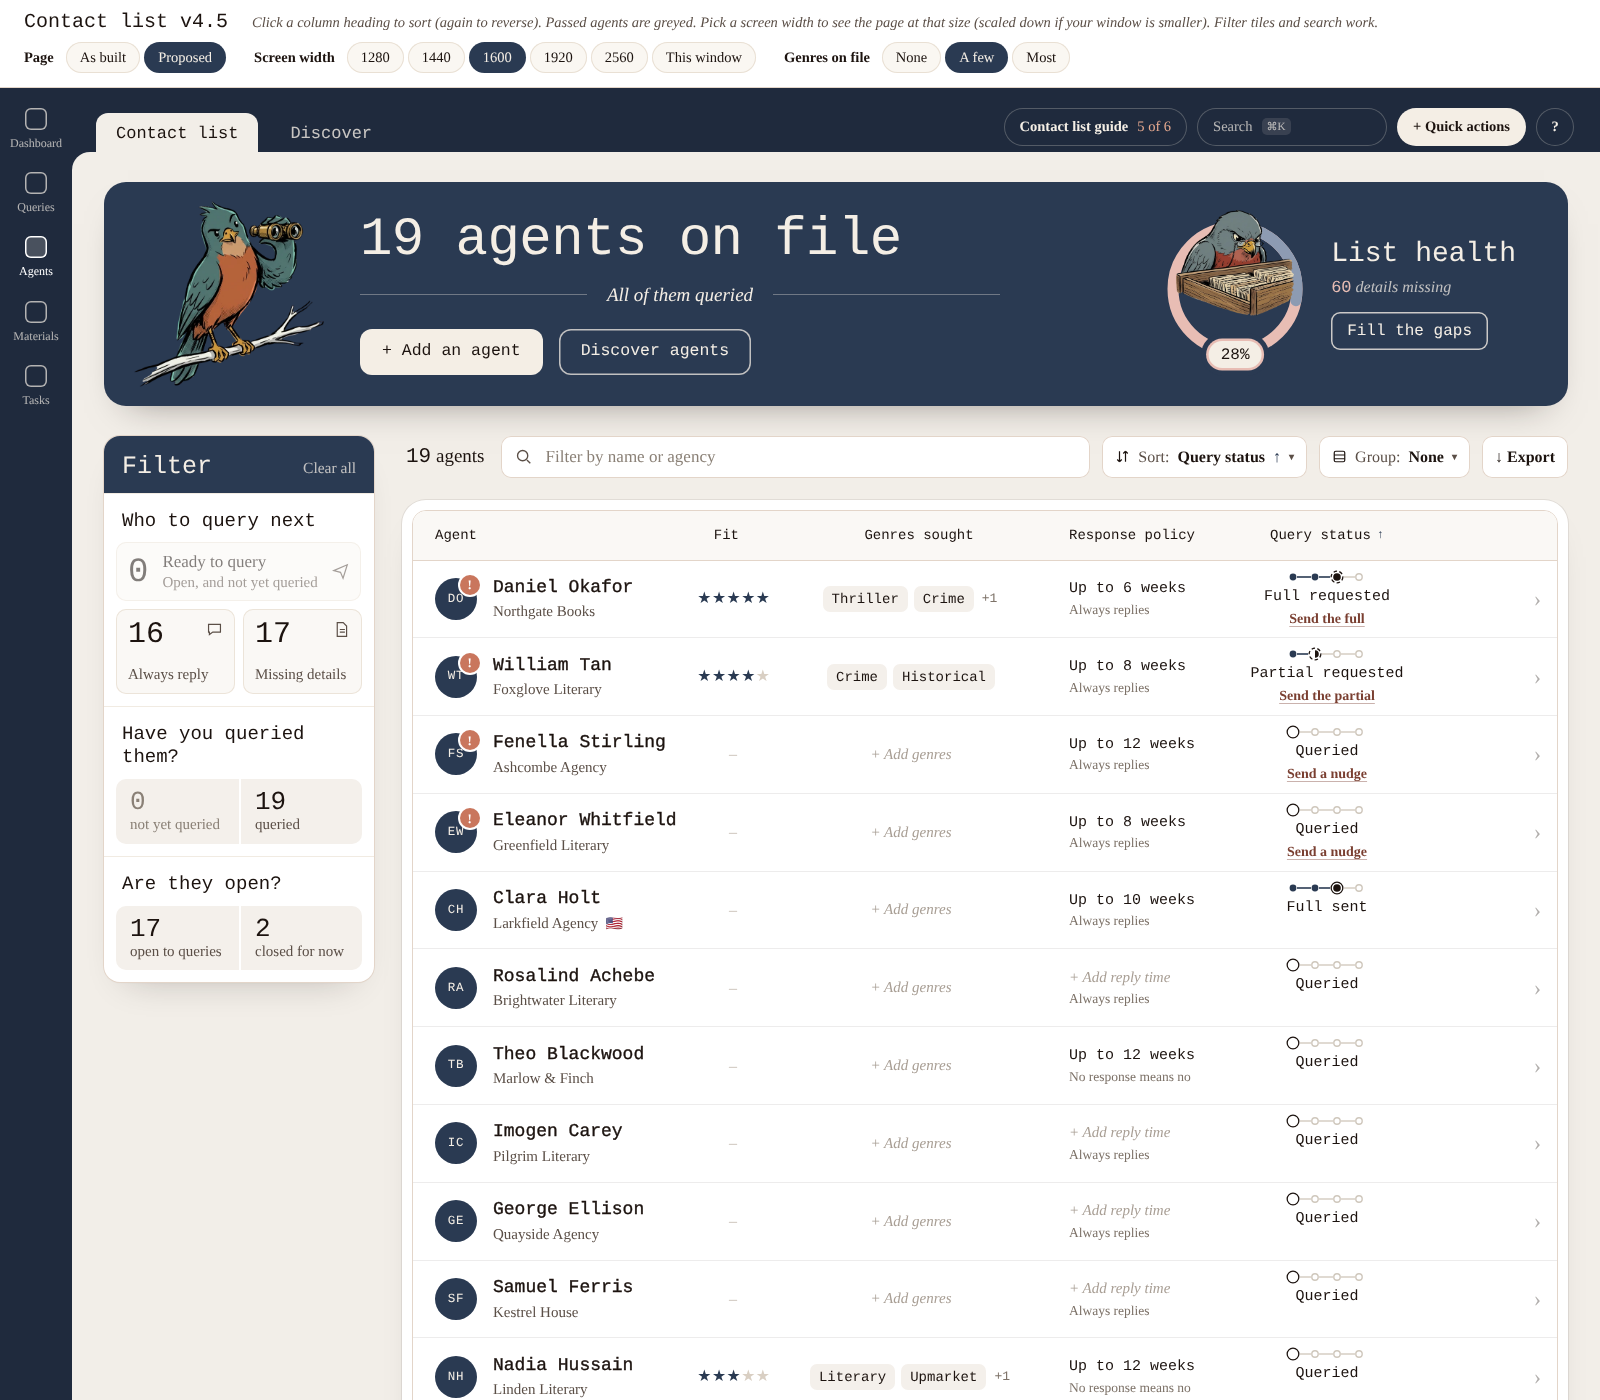 Contact list v4.5 Click a column heading to sort (again to reverse). Passed agents are greyed. Pick a screen width to see the page at that size (scaled down if your window is smaller). Filter tiles and search work.
Page As built Proposed Screen width 1280 1440 1600 1920 2560 This window Genres on file None A few Most
Dashboard
Queries
Agents
Materials
Tasks
Contact list Discover Contact list guide 5 of 6 Search ⌘K + Quick actions ?
19 agents on file
All of them queried
+ Add an agent Discover agents
28%
List health
60 details missing
Fill the gaps
Filter Clear all
Who to query next
0 Ready to query
Open, and not yet queried
16 17
Always reply Missing details
Have you queried
them?
0 19
not yet queried queried
Are they open?
17 2
open to queries closed for now
19 agents Filter by name or agency Sort: Query status ↑ ▾ Group: None ▾ ↓ Export
Agent Fit Genres sought Response policy Query status ↑
DO ! Daniel Okafor ★★★★★ Thriller Crime +1 Up to 6 weeks Full requested ›
Northgate Books Always replies Send the full
WT ! William Tan ★★★★★ Crime Historical Up to 8 weeks Partial requested ›
Foxglove Literary Always replies Send the partial
FS ! Fenella Stirling – + Add genres Up to 12 weeks Queried ›
Ashcombe Agency Always replies Send a nudge
EW ! Eleanor Whitfield – + Add genres Up to 8 weeks Queried ›
Greenfield Literary Always replies Send a nudge
CH Clara Holt – + Add genres Up to 10 weeks Full sent ›
Larkfield Agency 🇺🇸 Always replies
RA Rosalind Achebe – + Add genres + Add reply time Queried ›
Brightwater Literary Always replies
TB Theo Blackwood – + Add genres Up to 12 weeks Queried ›
Marlow & Finch No response means no
IC Imogen Carey – + Add genres + Add reply time Queried ›
Pilgrim Literary Always replies
GE George Ellison – + Add genres + Add reply time Queried ›
Quayside Agency Always replies
SF Samuel Ferris – + Add genres + Add reply time Queried ›
Kestrel House Always replies
NH Nadia Hussain ★★★★★ Literary Upmarket +1 Up to 12 weeks Queried ›
Linden Literary No response means no